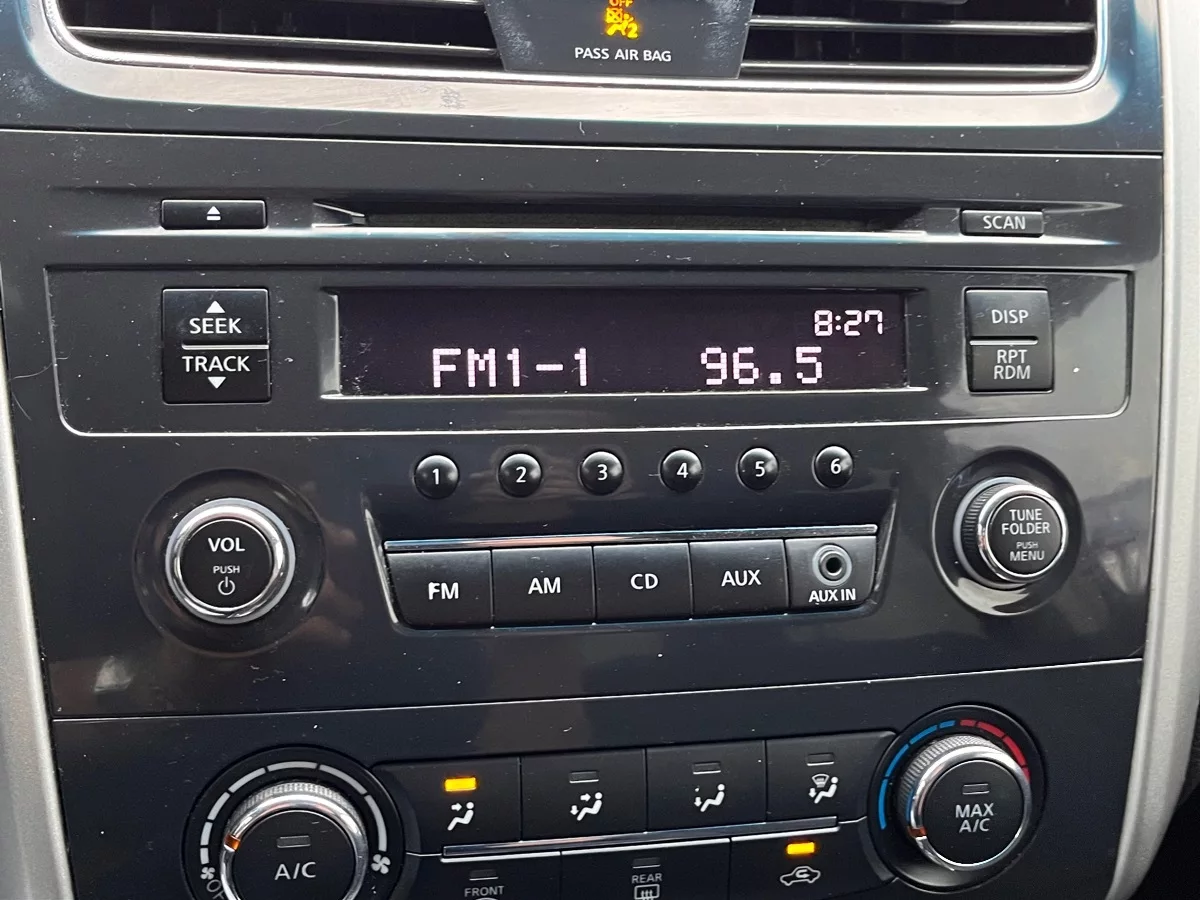 OFF
2
PASS AIR BAG
SCAN
SEEK
TRACK
8:27
FM1-1 96.5
DISP
RPT
RDM
1 2 3 4 5 6
VOL
PUSH
TUNE
FOLDER
PUSH
MENU
FM AM CD AUX
AUX IN
A/C
MAX
A/C
FRONT
REAR